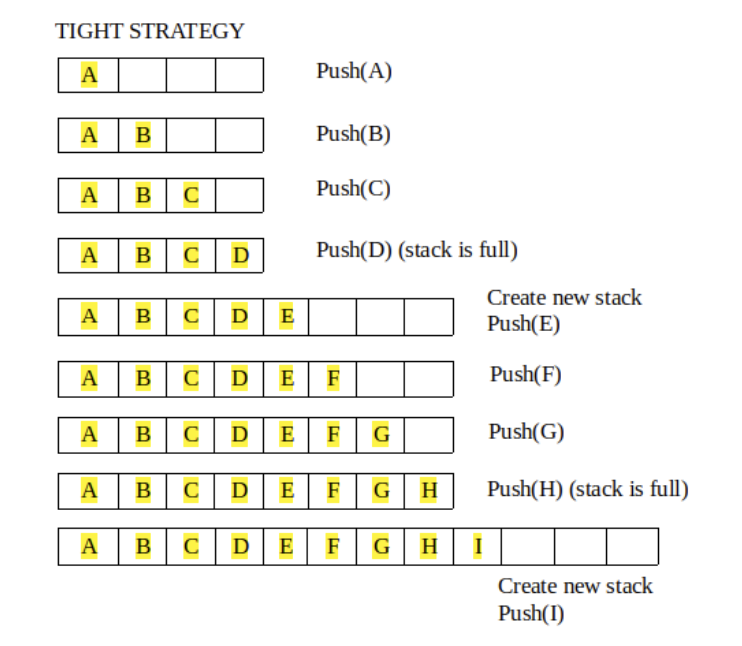 TIGHT STRATEGY
A Push(A)
A B Push(B)
A B C Push(C)
A B C D Push(D) (stack is full)
Create new stack
A B C D E Push(E)
A B C D E F Push(F)
A B C D E F G Push(G)
A B C D E F G H Push(H) (stack is full)
A B C D E F G H I
Create new stack
Push(I)